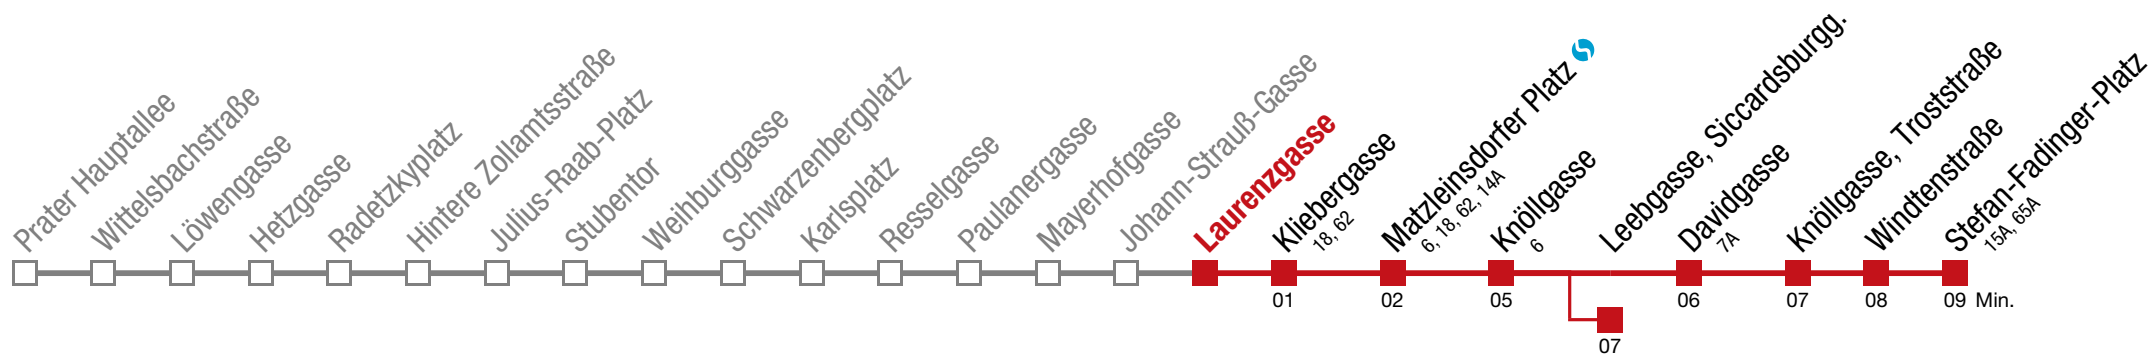 Prater Hauptallee
Wittelsbachstraße
Löwengasse
Hetzgasse
Radetzkyplatz
Hintere Zollamtsstraße
Julius-Raab-Platz
Stubentor
Weihburggasse
Schwarzenbergplatz
Karlsplatz
Resselgasse
Paulanergasse
Mayerhofgasse
Johann-Strauß-Gasse
Laurenzgasse
Kliebergasse
18, 62
Matzleinsdorfer Platz
6, 18, 62, 14A
Knöllgasse
6
Leebgasse, Siccardsburgg.
Davidgasse
7A
Knöllgasse, Troststraße
Windtenstraße
Stefan-Fadinger-Platz
15A, 65A
01 02 05 06 07 08 09 Min.
07